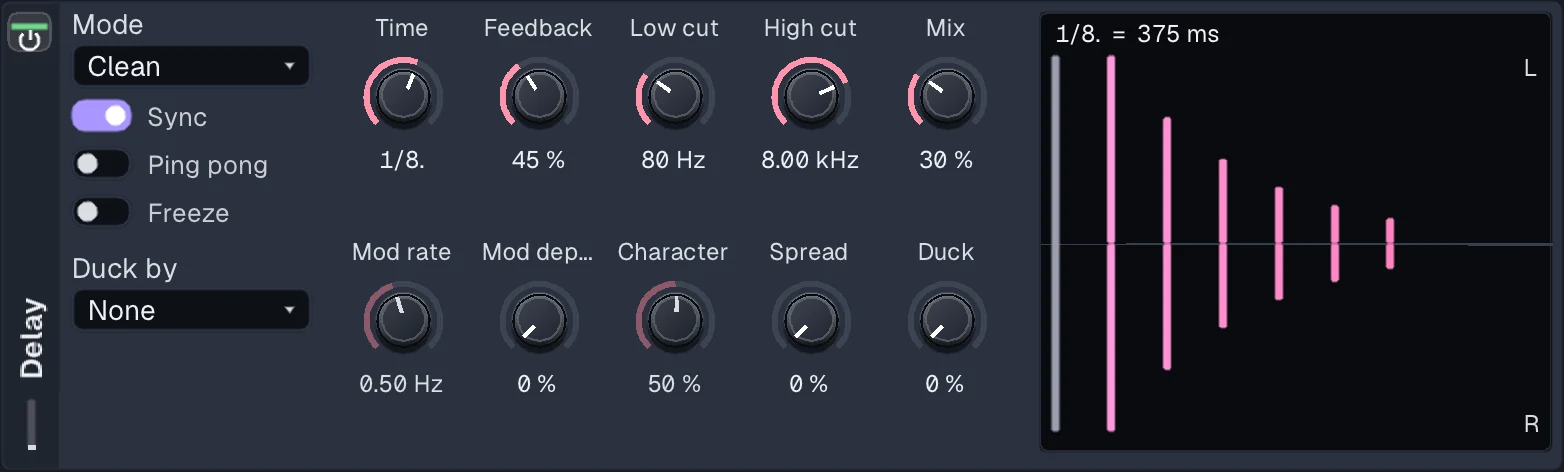 Mode
Clean
Sync
Ping pong
Freeze
Duck by
None
Delay
Time Feedback Low cut High cut Mix
1/8. 45 % 80 Hz 8.00 kHz 30 %
Mod rate Mod dep... Character Spread Duck
0.50 Hz 0 % 50 % 0 % 0 %
1/8. = 375 ms
L
R